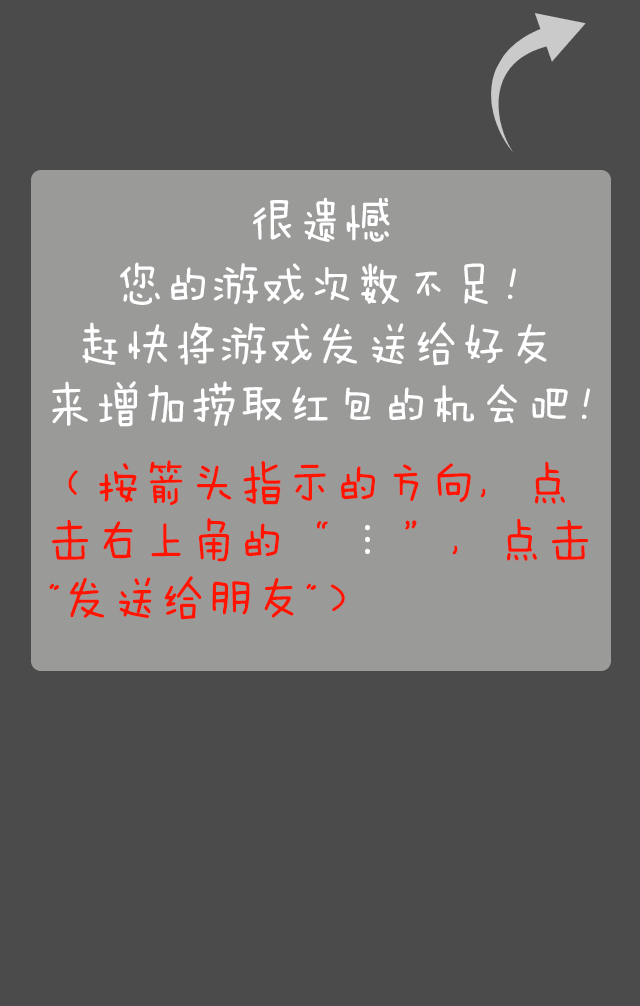 很遗憾
您的游戏次数不足！
赶快将游戏发送给好友
来增加捞取红包的机会吧！
（按箭头指示的方向，点
击右上角的“⋮”，点击
“发送给朋友”）